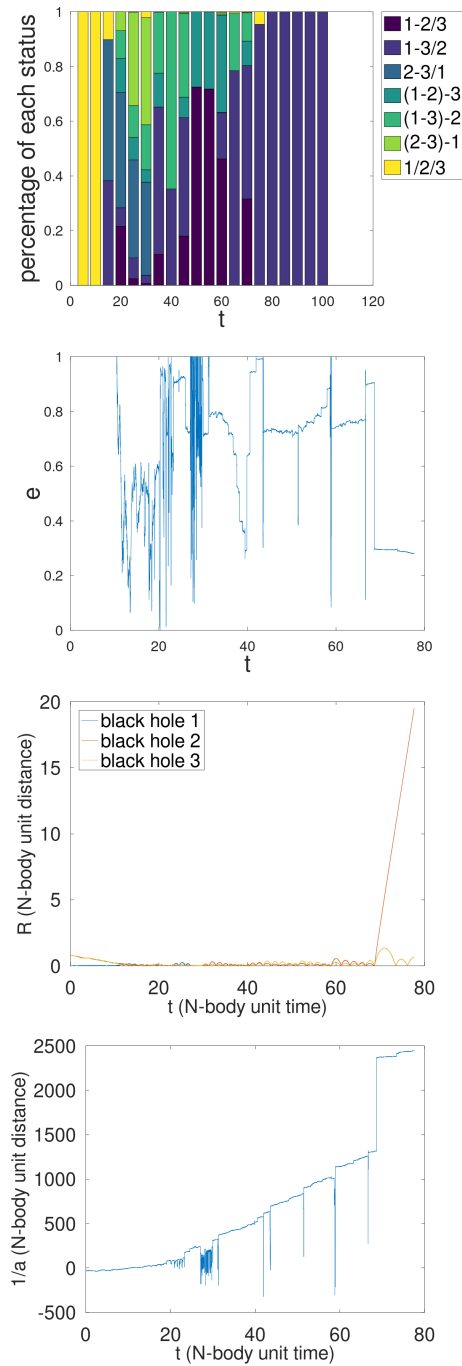 percentage of each status
1
0.8
0.6
0.4
0.2
0
0 20 40 60 80 100 120
t
1-2/3
1-3/2
2-3/1
(1-2)-3
(1-3)-2
(2-3)-1
1/2/3
e
1
0.8
0.6
0.4
0.2
0
0 20 40 60 80
t
R (N-body unit distance)
20
15
10
5
0
black hole 1
black hole 2
black hole 3
0 20 40 60 80
t (N-body unit time)
1/a (N-body unit distance)
2500
2000
1500
1000
500
0
-500
0 20 40 60 80
t (N-body unit time)